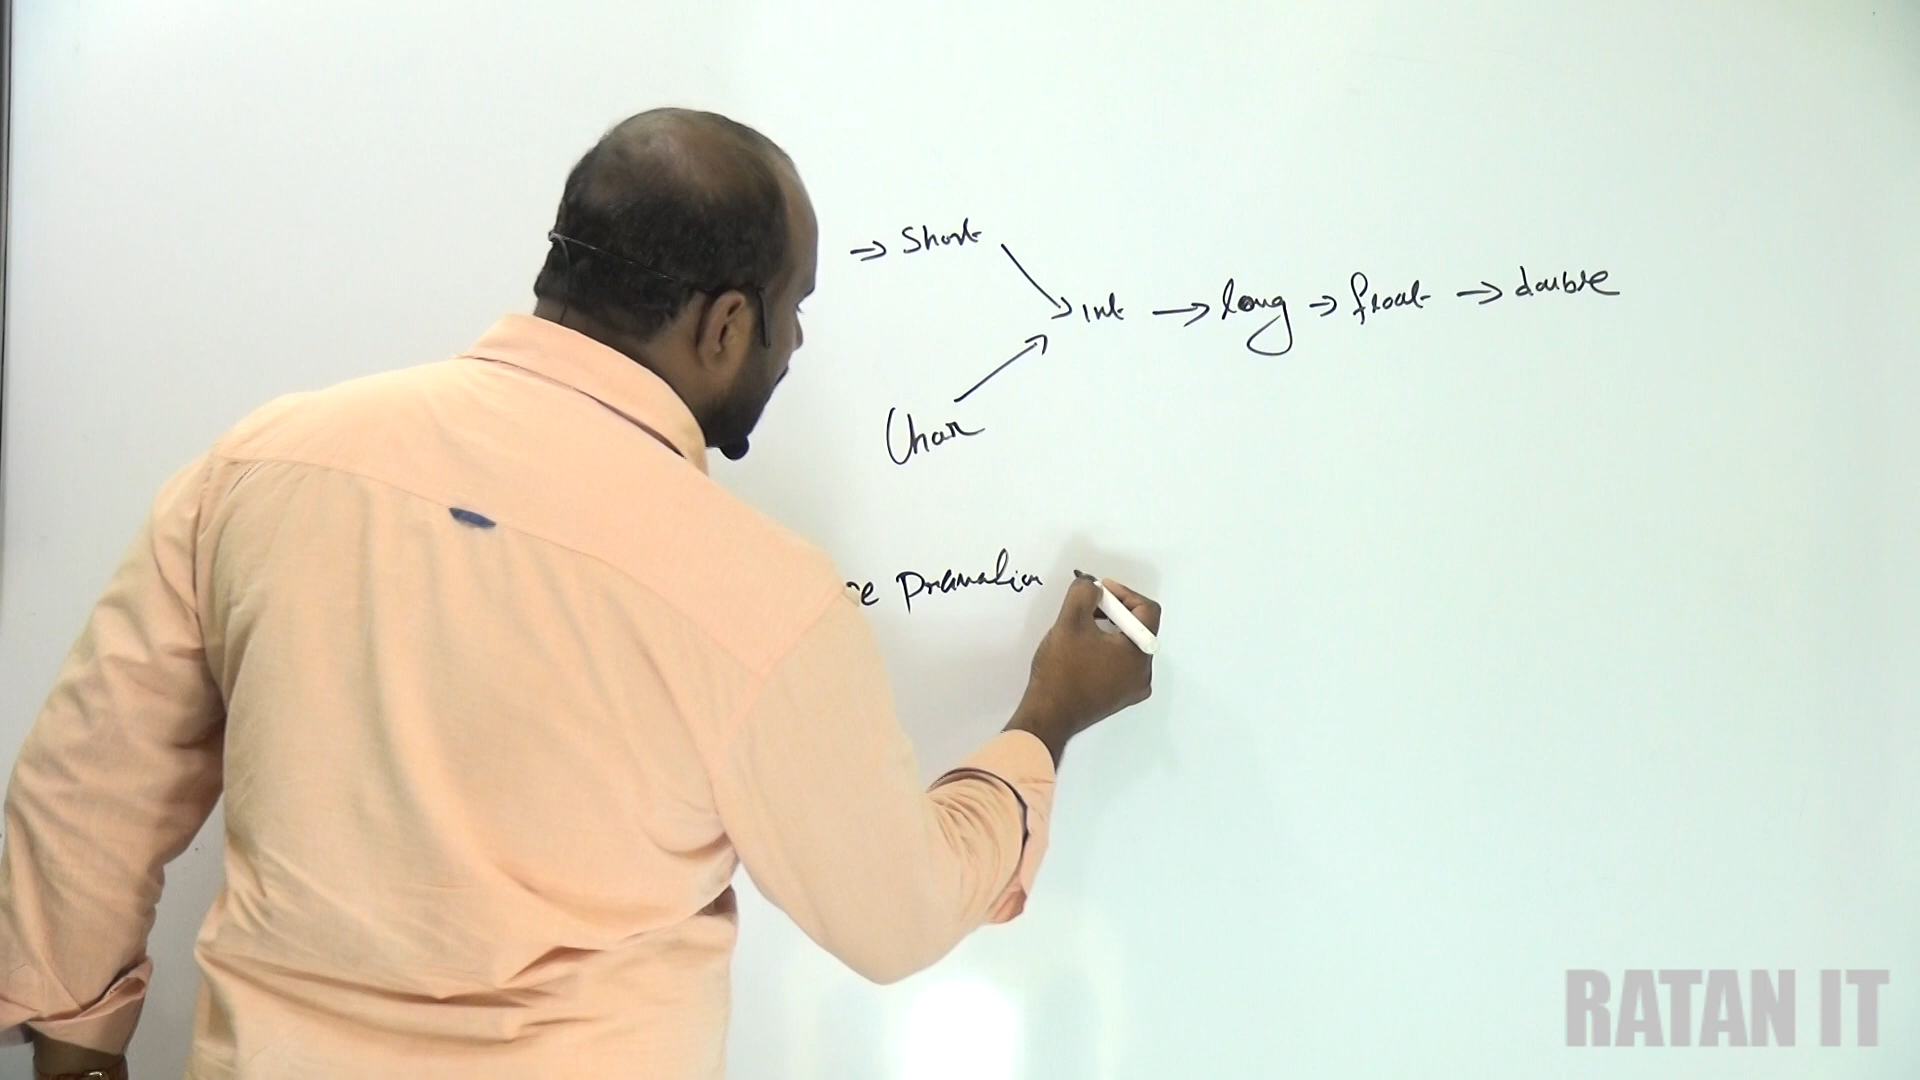 → Short
→ int → long → float → double
Char
Promotion
RATAN IT